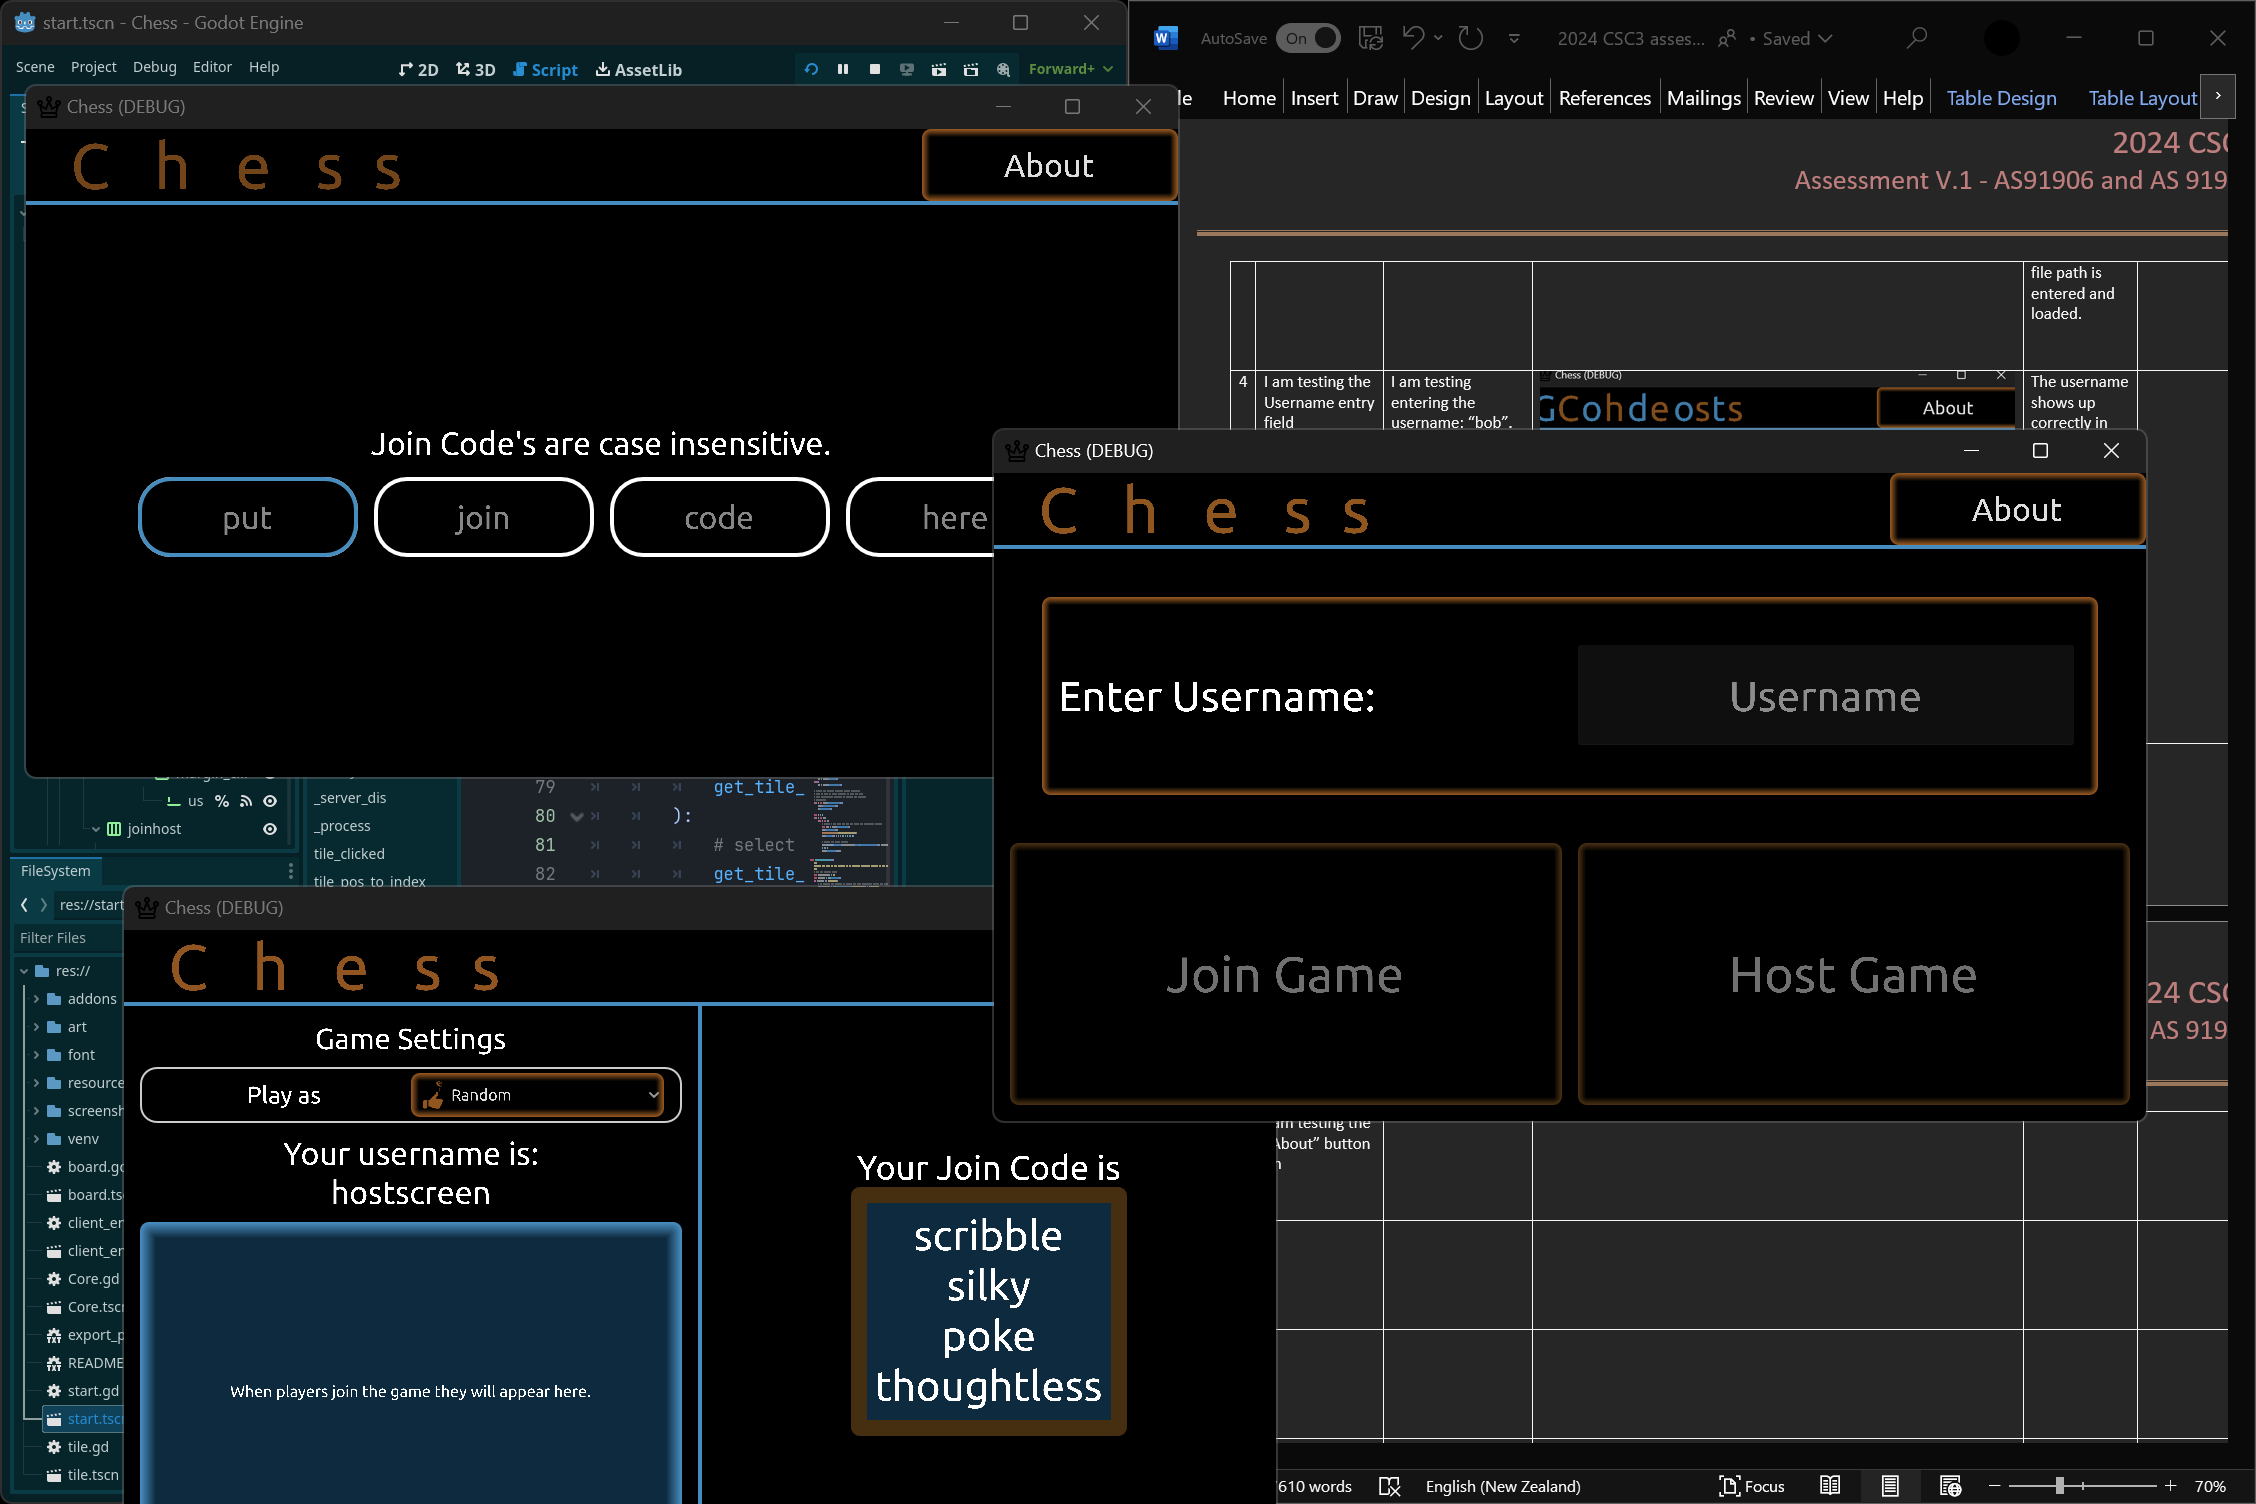 start.tscn - Chess - Godot Engine
Scene Project Debug Editor Help
2D 3D Script AssetLib
Forward+
Chess (DEBUG)
C h e s s
About
Join Code's are case insensitive.
put join code here
us
joinhost
_server_dis
_process
tile_clicked
tile_pos_to_index
79 get_tile_
80 ):
81 # select
82 get_tile_
FileSystem
res://start
Filter Files
res://
addons
art
font
resource
screensh
venv
board.gd
board.tsc
client_en
client_en
Core.gd
Core.tscn
export_p
README
start.gd
start.tscn
tile.gd
tile.tscn
Chess (DEBUG)
C h e s s
Game Settings
Play as Random
Your username is:
hostscreen
When players join the game they will appear here.
Your Join Code is
scribble
silky
poke
thoughtless
Chess (DEBUG)
C h e s s
About
Enter Username: Username
Join Game Host Game
AutoSave On 2024 CSC3 asses... • Saved
Home Insert Draw Design Layout References Mailings Review View Help Table Design Table Layout
2024 CSC
Assessment V.1 - AS91906 and AS 919
file path is
entered and
loaded.
4
I am testing the
Username entry
field
I am testing
entering the
username: “bob”.
Chess (DEBUG)
About
The username
shows up
correctly in
24 CSC
AS 919
am testing the
About” button
610 words English (New Zealand) Focus 70%